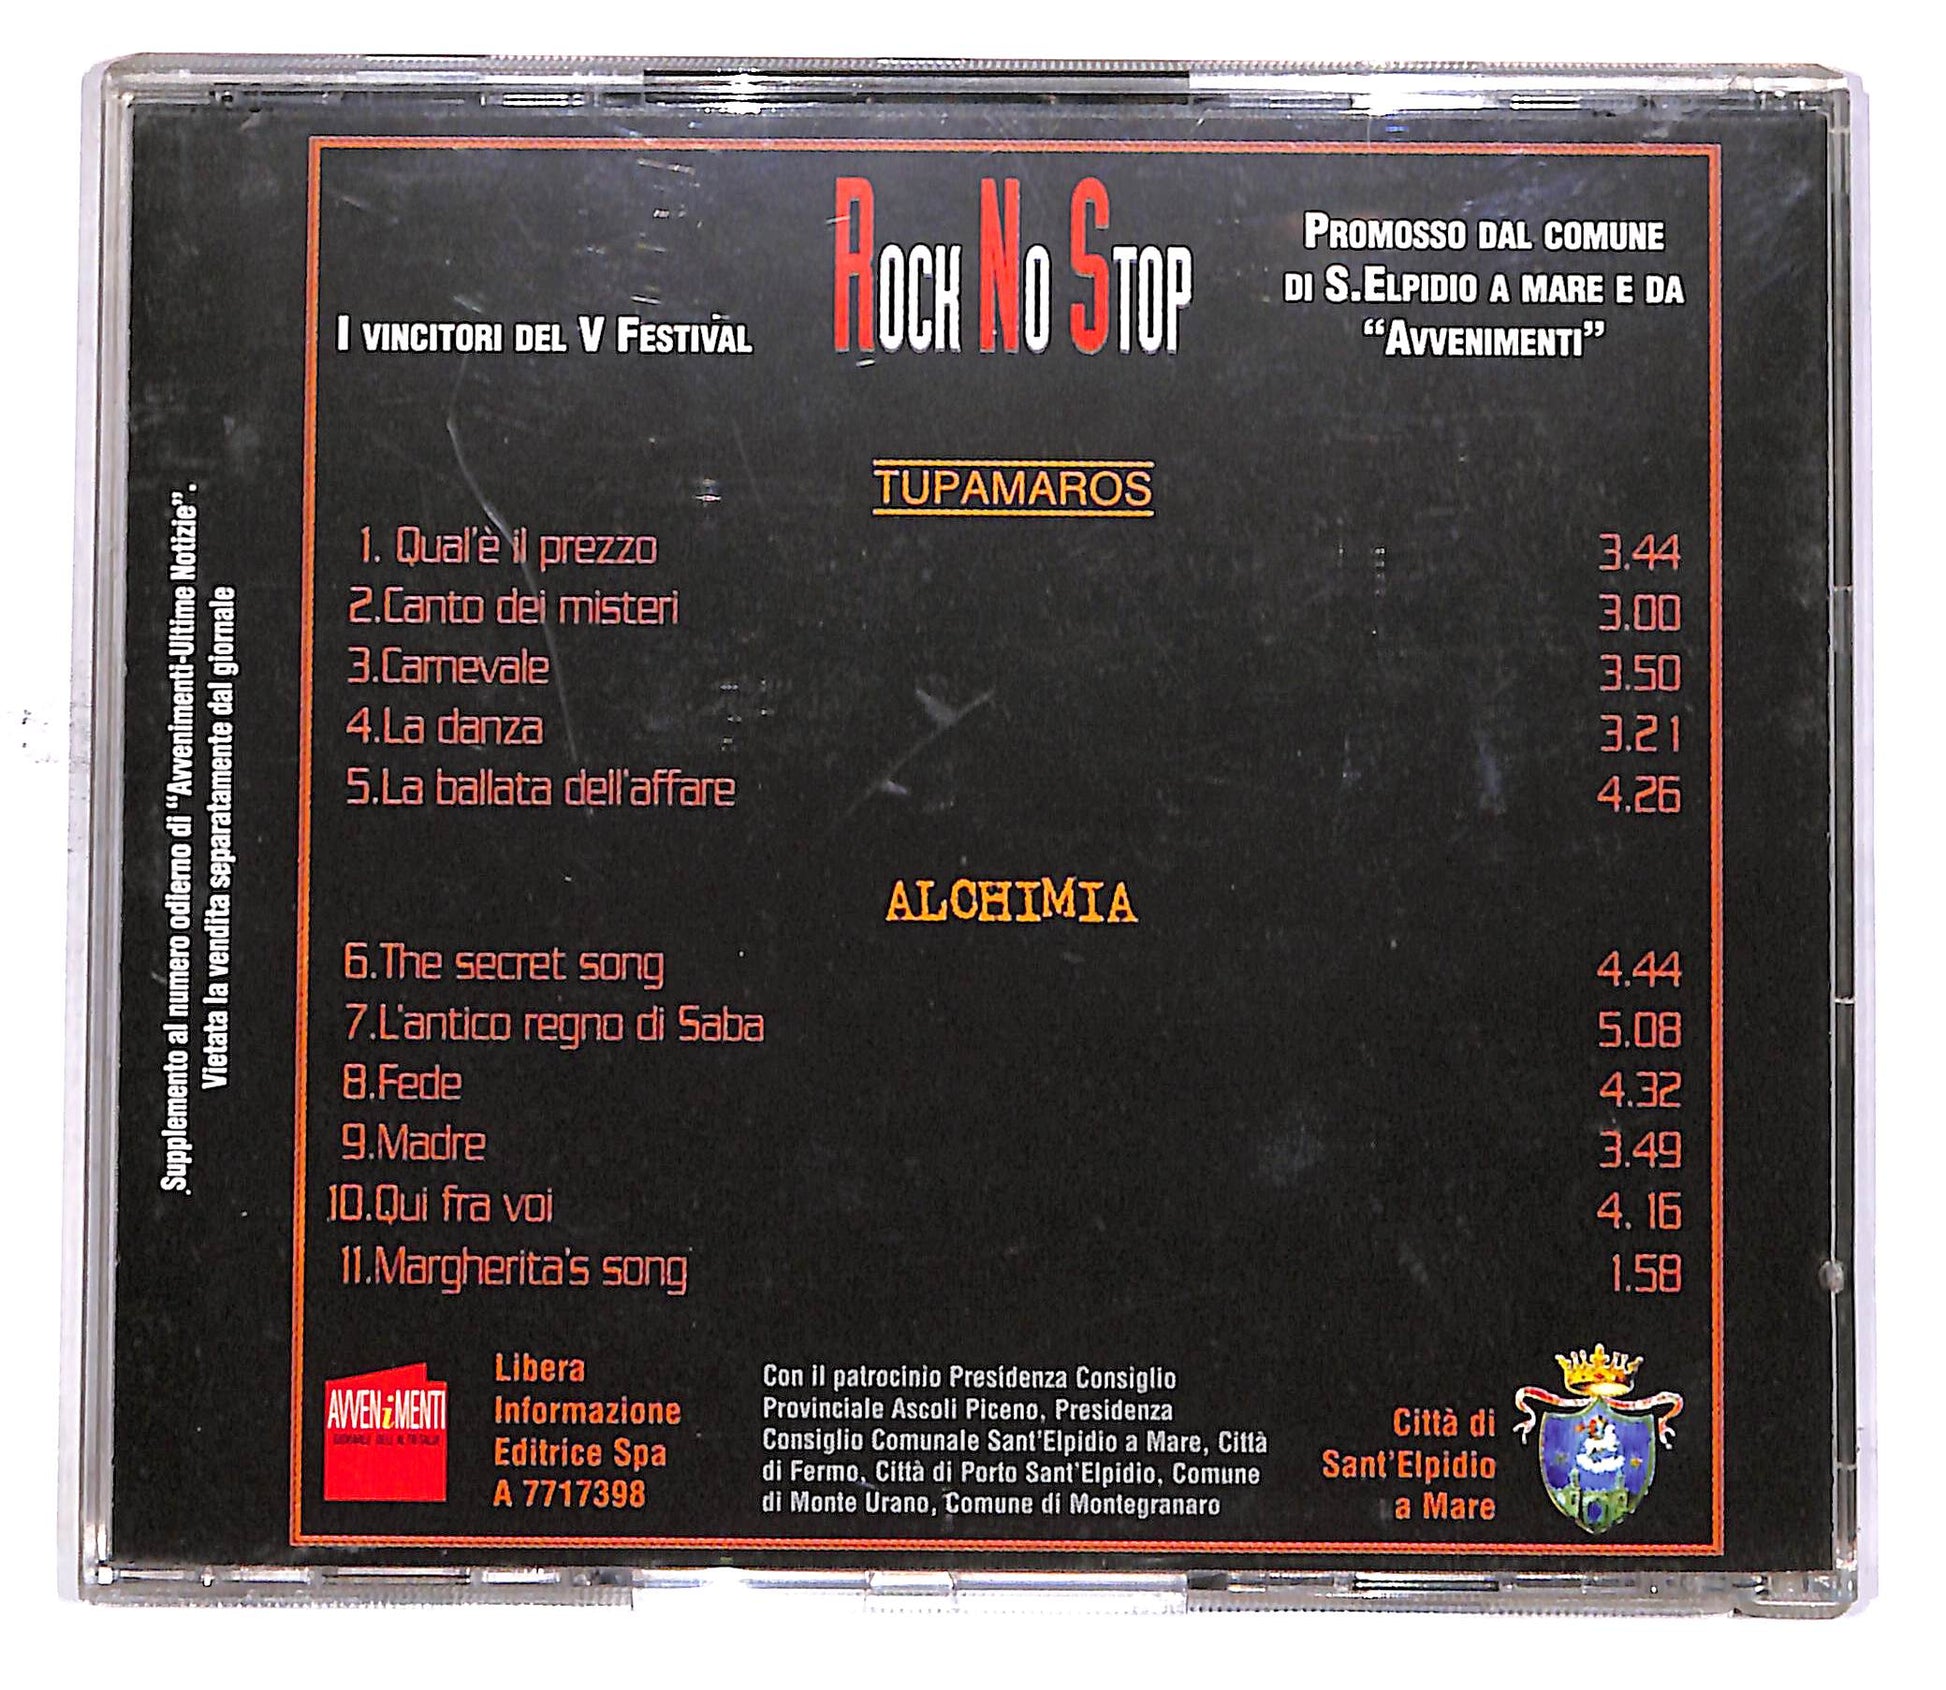 I VINCITORI DEL V FESTIVAL
ROCK NO STOP
PROMOSSO DAL COMUNE
DI S.ELPIDIO A MARE E DA
“AVVENIMENTI”
TUPAMAROS
1. Qual'è il prezzo 3.44
2.Canto dei misteri 3.00
3.Carnevale 3.50
4.La danza 3.21
5.La ballata dell'affare 4.26
ALCHIMIA
6.The secret song 4.44
7.L'antico regno di Saba 5.08
8.Fede 4.32
9.Madre 3.49
10.Qui fra voi 4. 16
11.Margherita's song 1.58
AVVENiMENTI
Libera
Informazione
Editrice Spa
A 7717398
Con il patrocinio Presidenza Consiglio
Provinciale Ascoli Piceno, Presidenza
Consiglio Comunale Sant'Elpidio a Mare, Città
di Fermo, Città di Porto Sant'Elpidio, Comune
di Monte Urano, Comune di Montegranaro
Città di
Sant'Elpidio
a Mare
.Supplemento al numero odierno di “Avvenimenti-Ultime Notizie”.
Vietata la vendita separatamente dal giornale